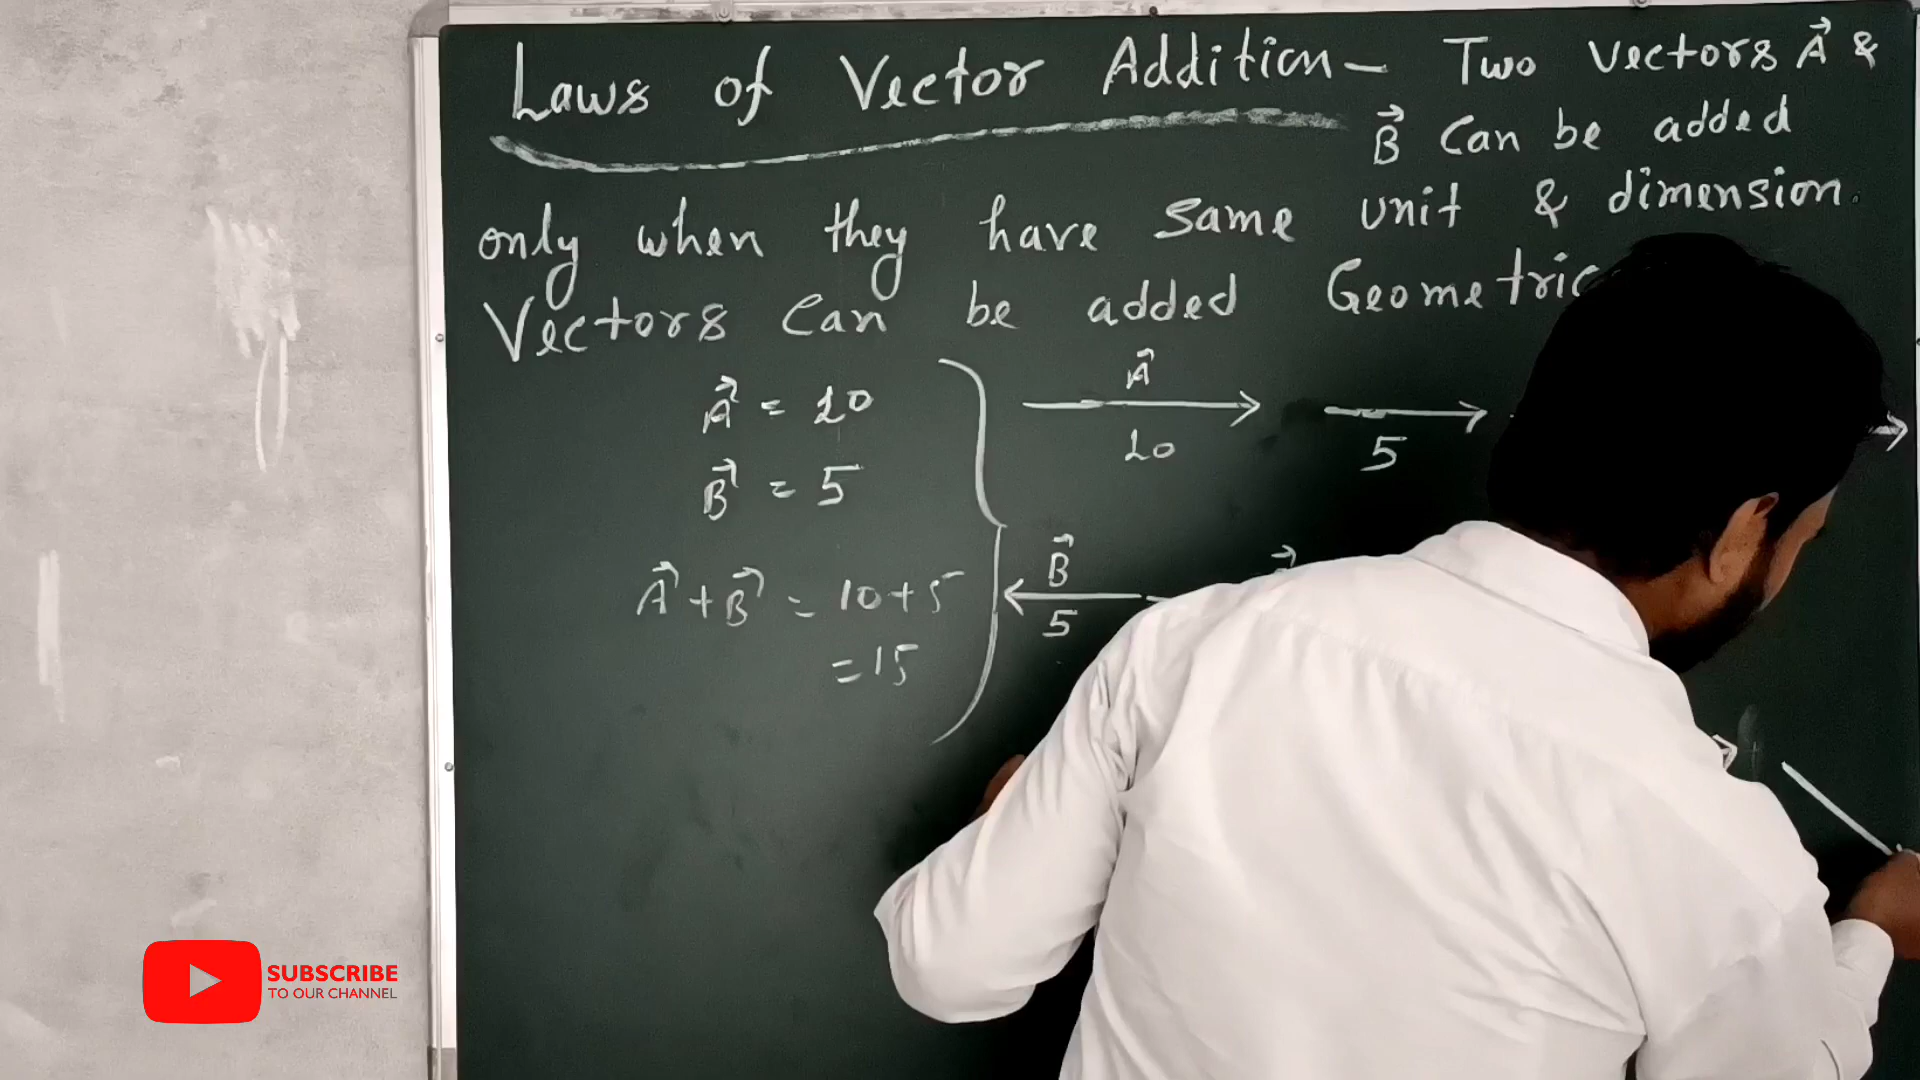 Laws of Vector Addition - Two vectors A⃗ &
B⃗ Can be added
only when they have same unit & dimension.
Vectors Can be added Geometric
A⃗ = 10
B⃗ = 5
A⃗ + B⃗ = 10+5
=15
A⃗
10
5
B⃗
5
SUBSCRIBE
TO OUR CHANNEL